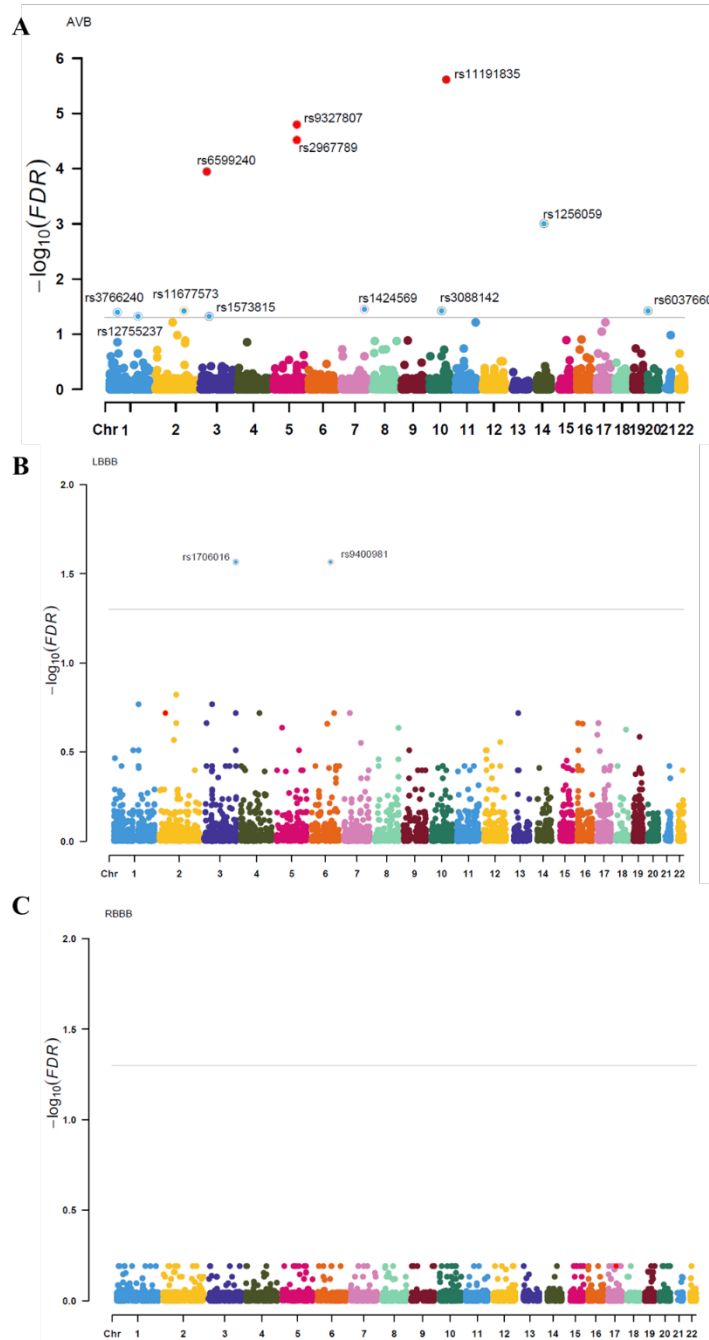 A
AVB
6
rs11191835
5
rs9327807
rs2967789
4
rs6599240
−log10(FDR)
3
rs1256059
2
rs3766240
rs11677573
rs1573815
rs1424569
rs3088142
rs6037660
rs12755237
1
0
Chr 1 2 3 4 5 6 7 8 9 10 11 12 13 14 15 16 17 18 19 20 21 22
B
LBBB
2.0
rs1706016
rs9400981
1.5
−log10(FDR)
1.0
0.5
0.0
Chr 1 2 3 4 5 6 7 8 9 10 11 12 13 14 15 16 17 18 19 20 21 22
C
RBBB
2.0
1.5
−log10(FDR)
1.0
0.5
0.0
Chr 1 2 3 4 5 6 7 8 9 10 11 12 13 14 15 16 17 18 19 20 21 22